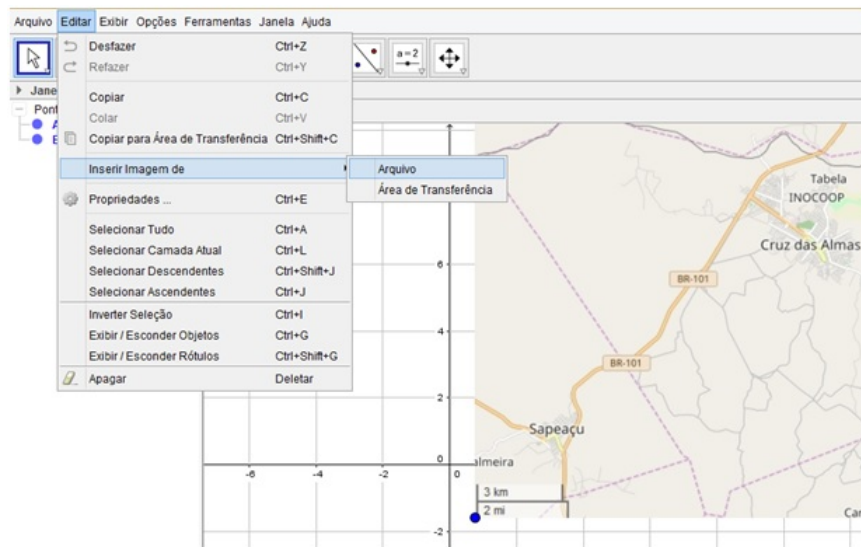 Arquivo Editar Exibir Opções Ferramentas Janela Ajuda
a=2
Desfazer Ctrl+Z
Refazer Ctrl+Y
Copiar Ctrl+C
Colar Ctrl+V
Copiar para Área de Transferência Ctrl+Shift+C
Inserir Imagem de
Arquivo
Área de Transferência
Propriedades ... Ctrl+E
Selecionar Tudo Ctrl+A
Selecionar Camada Atual Ctrl+L
Selecionar Descendentes Ctrl+Shift+J
Selecionar Ascendentes Ctrl+J
Inverter Seleção Ctrl+I
Exibir / Esconder Objetos Ctrl+G
Exibir / Esconder Rótulos Ctrl+Shift+G
Apagar Deletar
Jane
Pont
Tabela
INOCOOP
Cruz das Almas
BR-101
BR-101
Sapeaçu
almeira
3 km
2 mi
Car
6
4
2
0
-6 -4 -2 0
-2